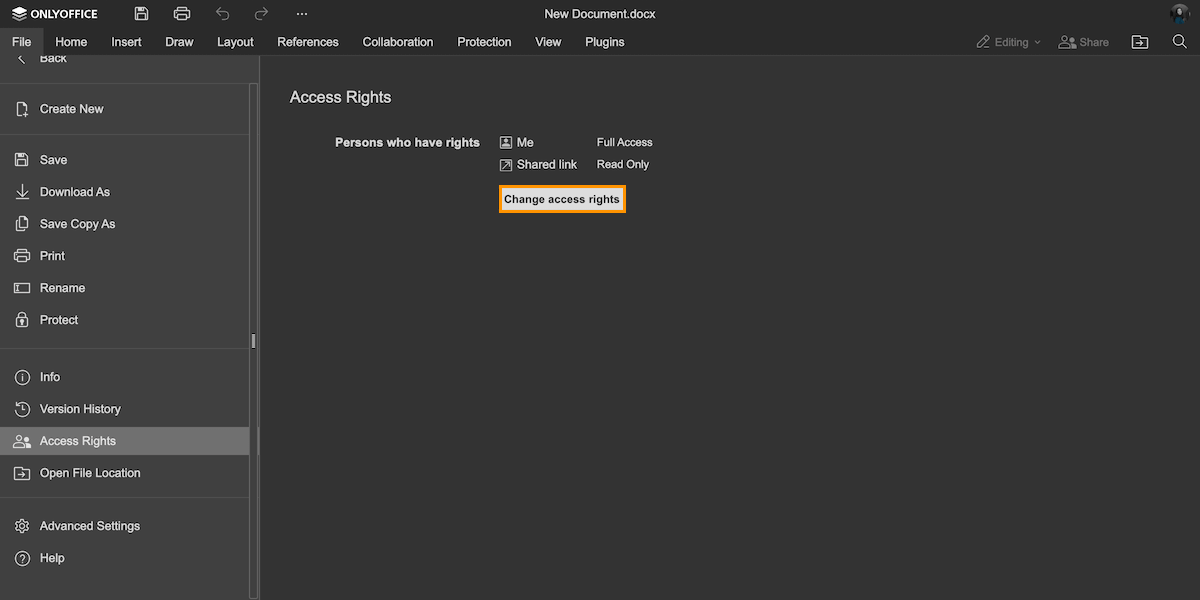 ONLYOFFICE
New Document.docx
File Home Insert Draw Layout References Collaboration Protection View Plugins Editing Share
Back
Create New
Save
Download As
Save Copy As
Print
Rename
Protect
Info
Version History
Access Rights
Open File Location
Advanced Settings
Help
Access Rights
Persons who have rights Me Full Access
Shared link Read Only
Change access rights